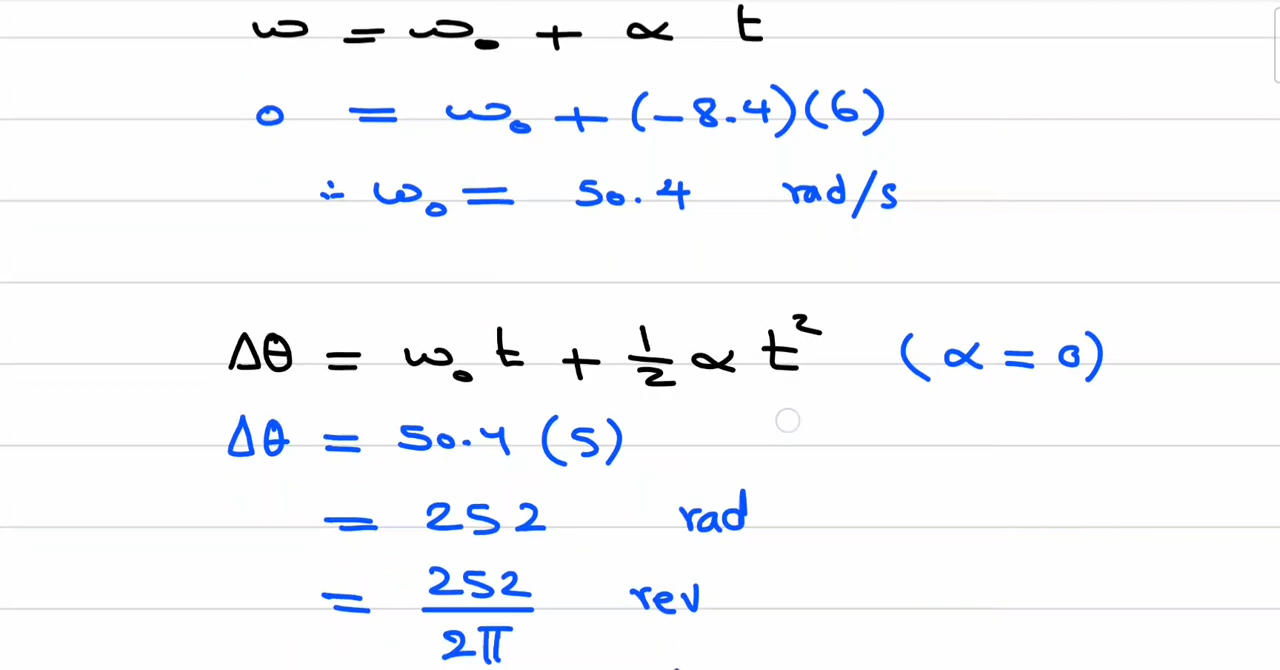 ω = ω₀ + α t
0 = ω₀ + (-8.4)(6)
∴ ω₀ = 50.4 rad/s
Δθ = ω₀ t + 1/2 α t² (α = 0)
Δθ = 50.4 (5)
= 252 rad
= 252/2π rev